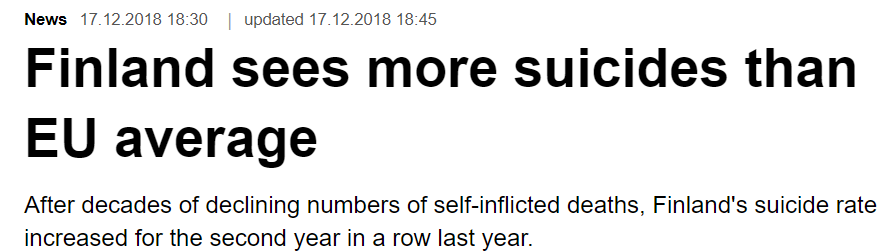 News 17.12.2018 18:30 | updated 17.12.2018 18:45
Finland sees more suicides than
EU average
After decades of declining numbers of self-inflicted deaths, Finland's suicide rate
increased for the second year in a row last year.